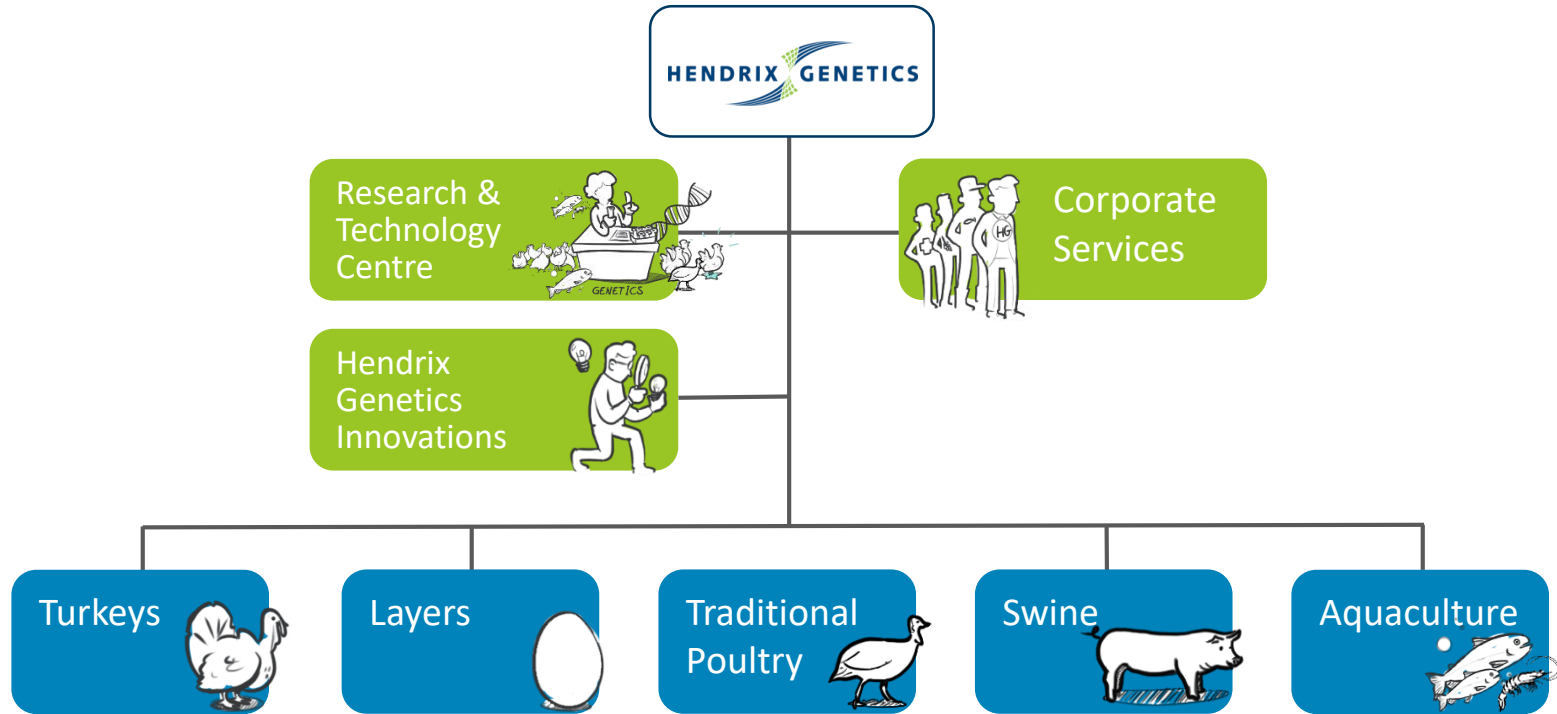 HENDRIX GENETICS
Research &
Technology
Centre
GENETICS
Corporate
Services
HG
Hendrix
Genetics
Innovations
Turkeys
Layers
Traditional
Poultry
Swine
Aquaculture